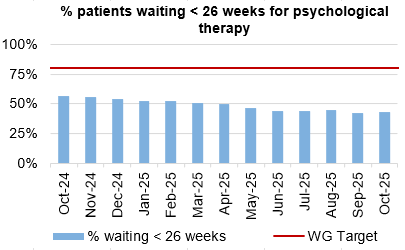 % patients waiting < 26 weeks for psychological
therapy
100%
75%
50%
25%
0%
Oct-24
Nov-24
Dec-24
Jan-25
Feb-25
Mar-25
Apr-25
May-25
Jun-25
Jul-25
Aug-25
Sep-25
Oct-25
% waiting < 26 weeks
WG Target